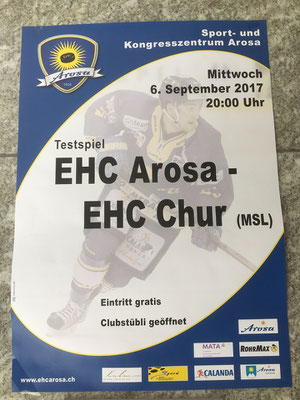 Sport- und
Kongresszentrum Arosa
Arosa
Mittwoch
6. September 2017
20:00 Uhr
Testspiel
EHC Arosa -
EHC Chur (MSL)
Eintritt gratis
Clubstübli geöffnet
Arosa
MATA
ROHRMAX
CALANDA
Arosa
www.ehcarosa.ch